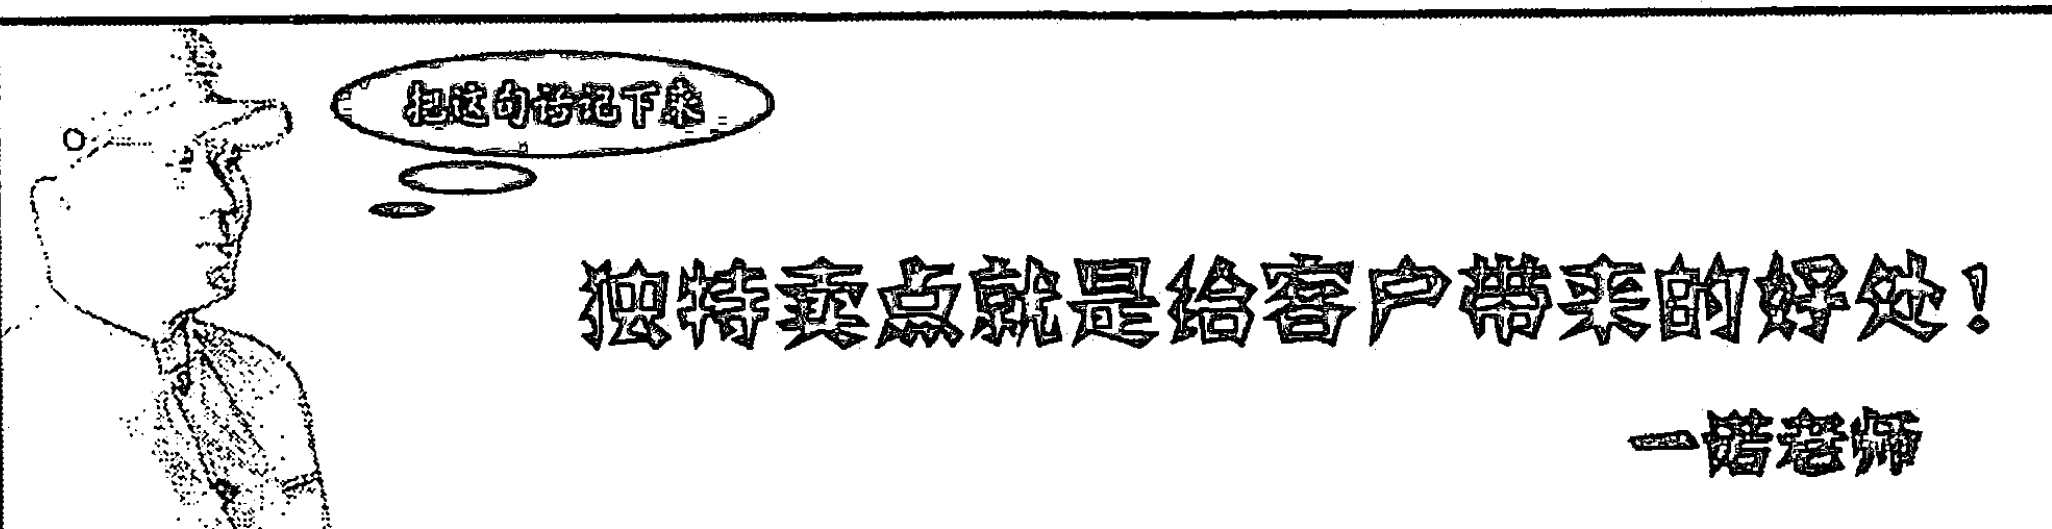 把这句话记下来
独特卖点就是给客户带来的好处！
一诺老师